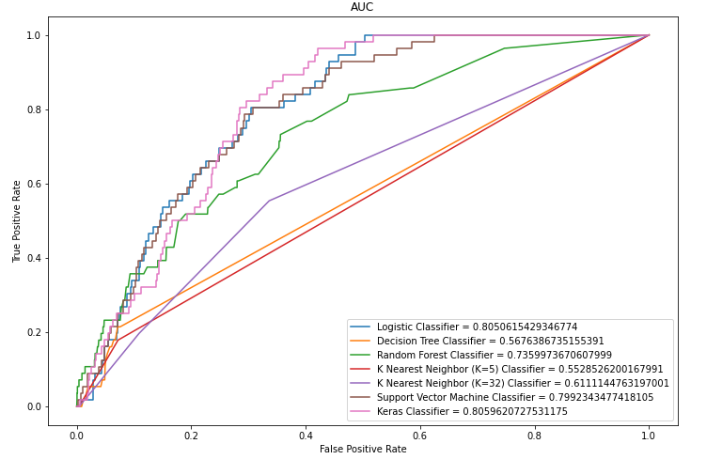 AUC
True Positive Rate
1.0
0.8
0.6
0.4
0.2
0.0
Logistic Classifier = 0.8050615429346774
Decision Tree Classifier = 0.5676386735155391
Random Forest Classifier = 0.7359973670607999
K Nearest Neighbor (K=5) Classifier = 0.5528526200167991
K Nearest Neighbor (K=32) Classifier = 0.6111144763197001
Support Vector Machine Classifier = 0.7992343477418105
Keras Classifier = 0.8059620727531175
0.0 0.2 0.4 0.6 0.8 1.0
False Positive Rate